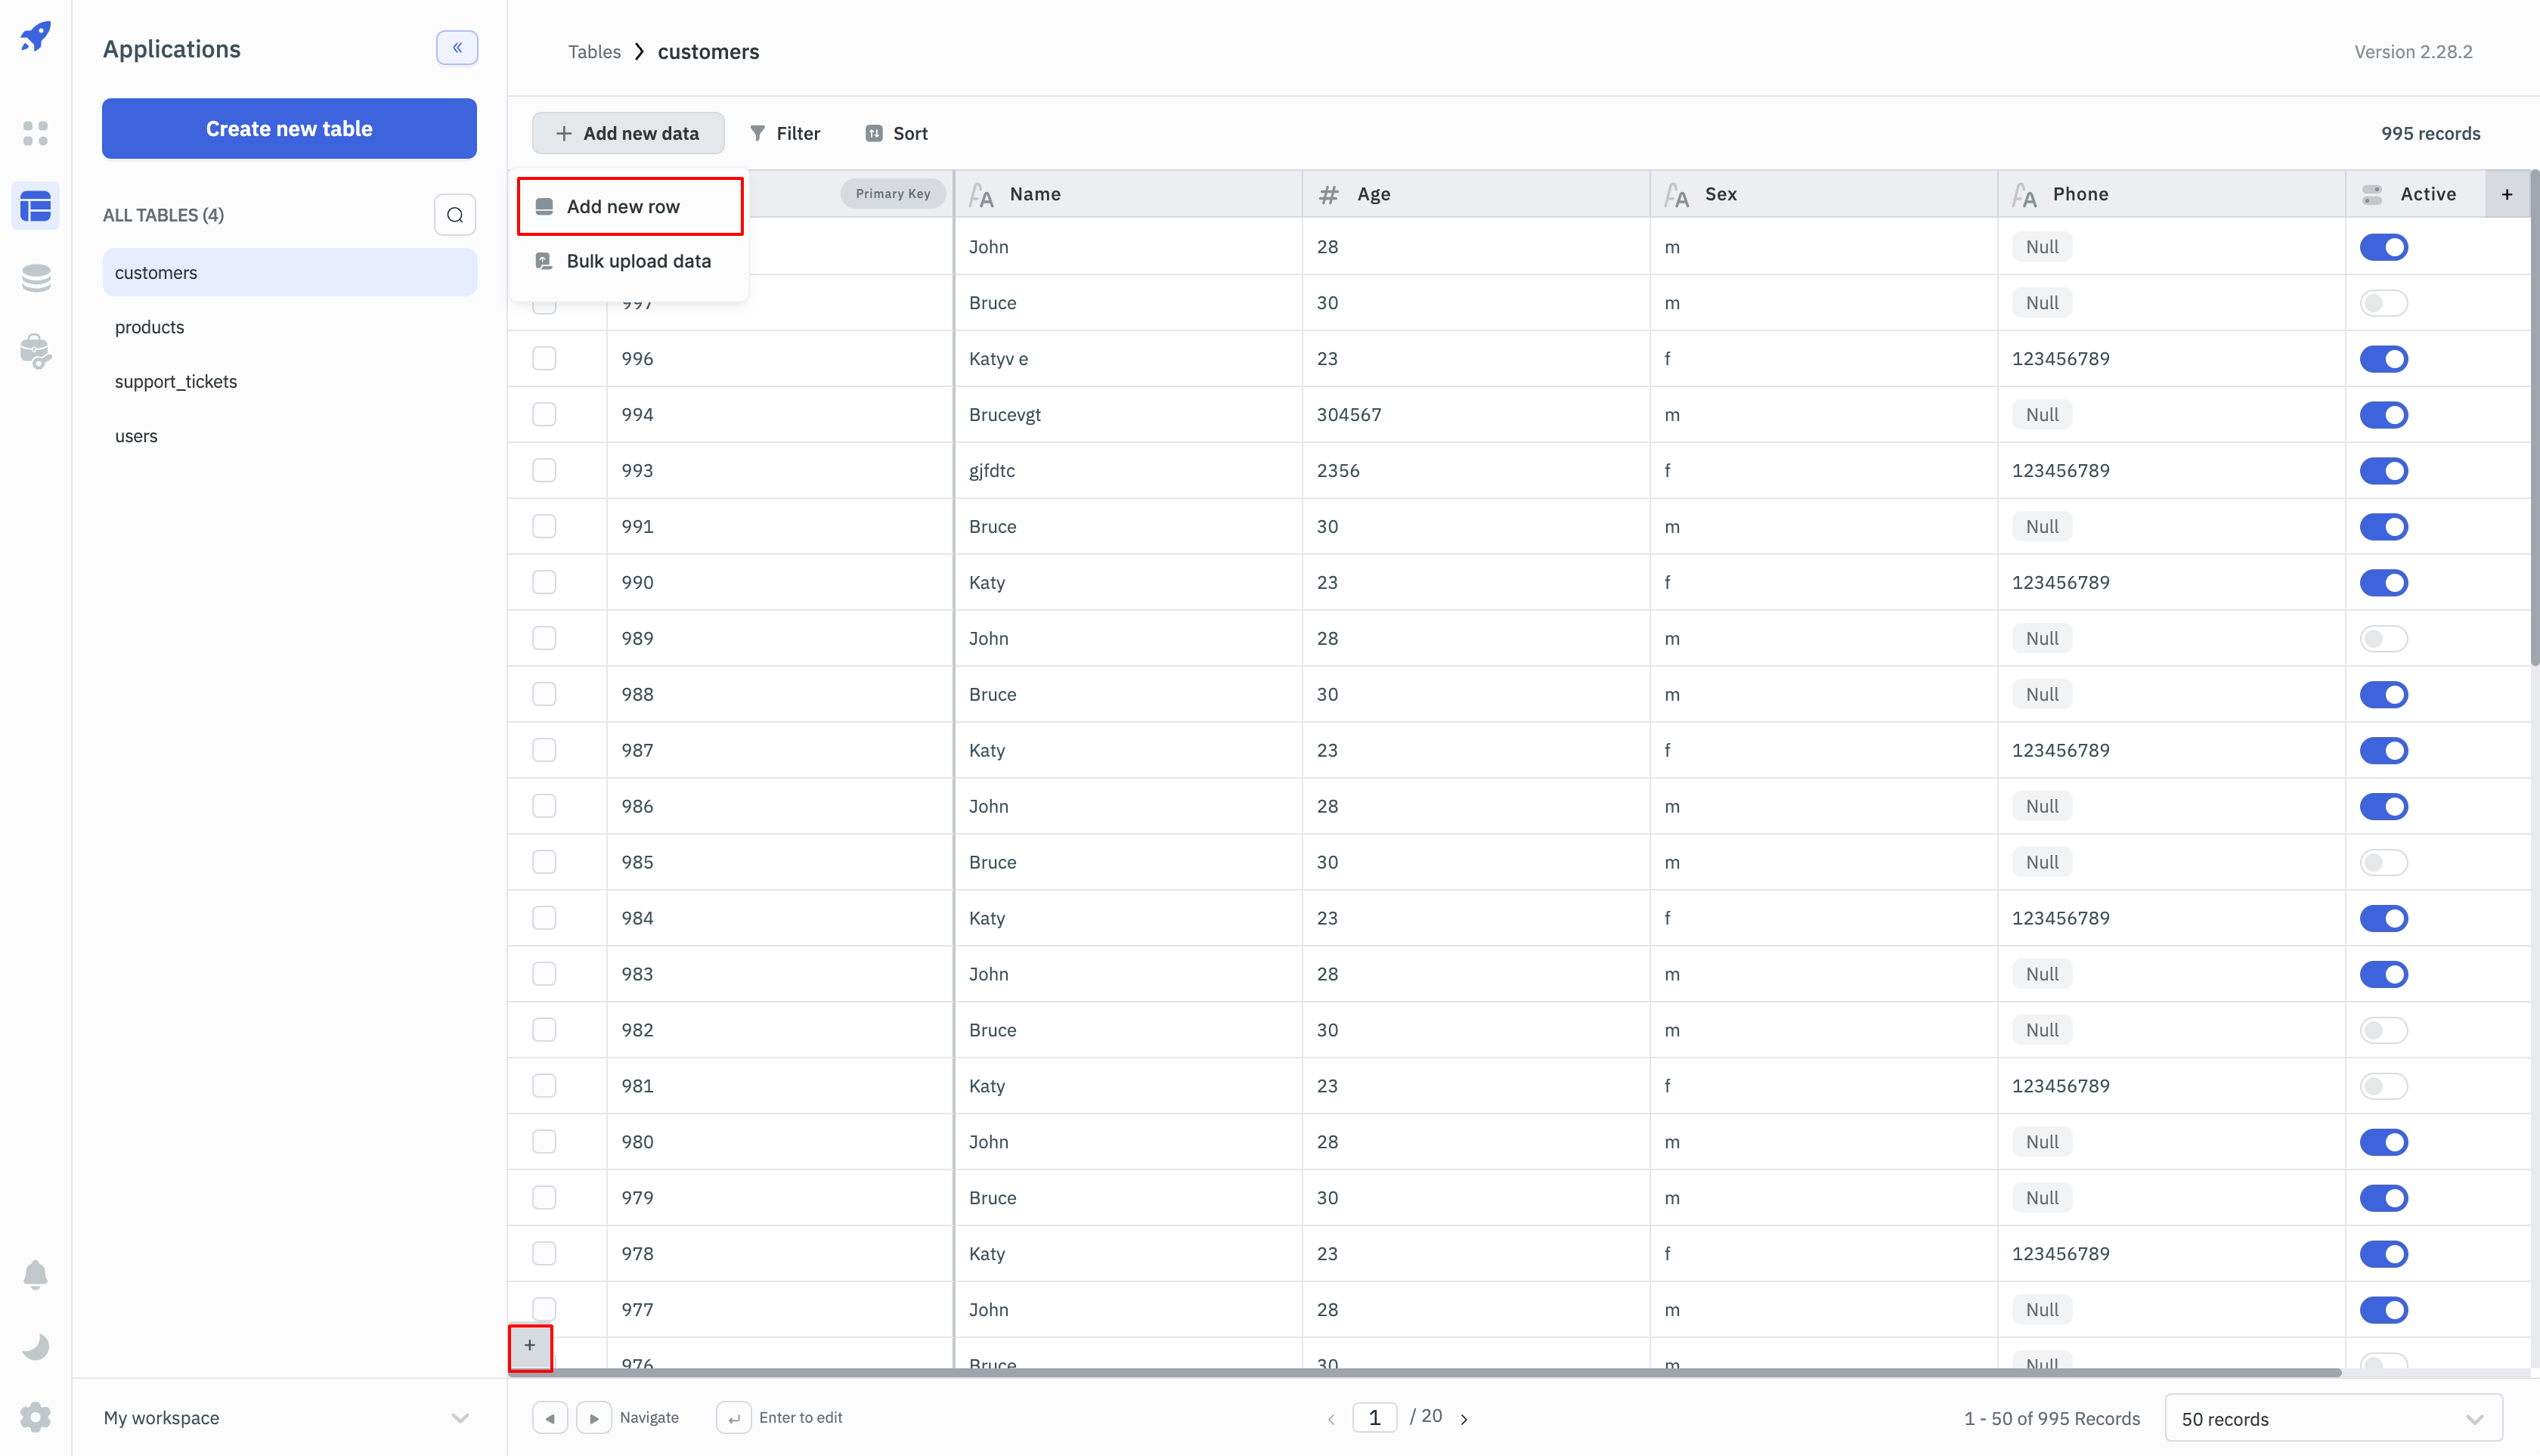 Applications
«
Tables > customers
Version 2.28.2
Create new table
+ Add new data
Filter
Sort
995 records
ALL TABLES (4)
customers
products
support_tickets
users
Add new row
Bulk upload data
Primary Key Name # Age Sex Phone Active +
John 28 m Null
997 Bruce 30 m Null
996 Katyv e 23 f 123456789
994 Brucevgt 304567 m Null
993 gjfdtc 2356 f 123456789
991 Bruce 30 m Null
990 Katy 23 f 123456789
989 John 28 m Null
988 Bruce 30 m Null
987 Katy 23 f 123456789
986 John 28 m Null
985 Bruce 30 m Null
984 Katy 23 f 123456789
983 John 28 m Null
982 Bruce 30 m Null
981 Katy 23 f 123456789
980 John 28 m Null
979 Bruce 30 m Null
978 Katy 23 f 123456789
977 John 28 m Null
+
976 Bruce 30 m Null
My workspace
Navigate
Enter to edit
< 1 / 20 >
1 - 50 of 995 Records
50 records